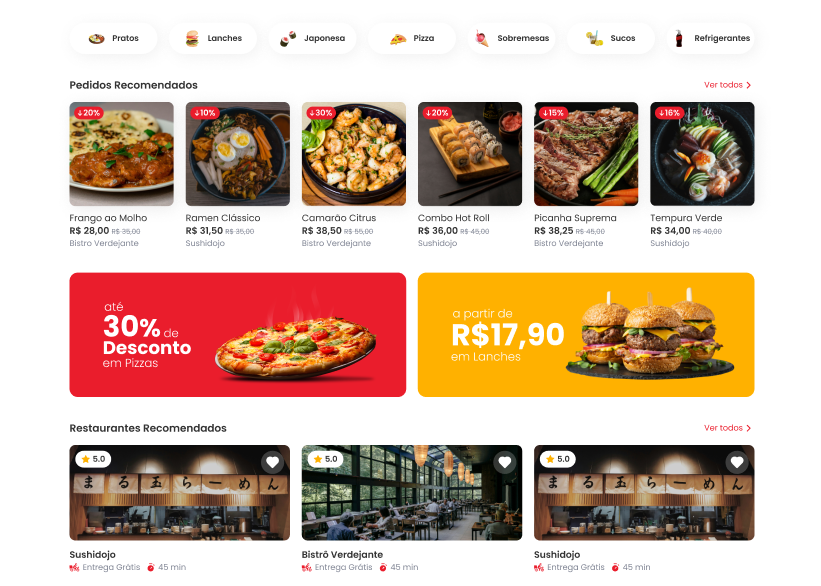 Pratos
Lanches
Japonesa
Pizza
Sobremesas
Sucos
Refrigerantes
Pedidos Recomendados
Ver todos
↓20%
↓10%
↓30%
↓20%
↓15%
↓16%
Frango ao Molho
R$ 28,00 R$ 35,00
Bistro Verdejante
Ramen Clássico
R$ 31,50 R$ 35,00
Sushidojo
Camarão Citrus
R$ 38,50 R$ 55,00
Bistro Verdejante
Combo Hot Roll
R$ 36,00 R$ 45,00
Sushidojo
Picanha Suprema
R$ 38,25 R$ 45,00
Bistro Verdejante
Tempura Verde
R$ 34,00 R$ 40,00
Sushidojo
até
30% de
Desconto
em Pizzas
a partir de
R$17,90
em Lanches
Restaurantes Recomendados
Ver todos
5.0
まる玉らーめん
Sushidojo
Entrega Grátis 45 min
5.0
Bistrô Verdejante
Entrega Grátis 45 min
5.0
まる玉らーめん
Sushidojo
Entrega Grátis 45 min